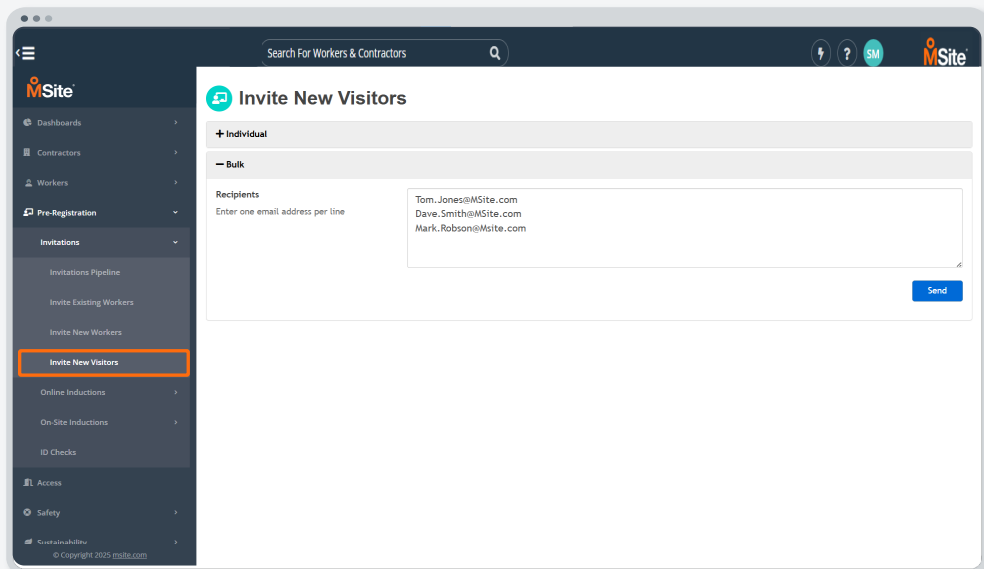 Search For Workers & Contractors
?
SM
MSite
MSite
Dashboards
Contractors
Workers
Pre-Registration
Invitations
Invitations Pipeline
Invite Existing Workers
Invite New Workers
Invite New Visitors
Online Inductions
On-Site Inductions
ID Checks
Access
Safety
Sustainability
© Copyright 2025 msite.com
Invite New Visitors
+ Individual
− Bulk
Recipients
Enter one email address per line
Tom.Jones@MSite.com
Dave.Smith@MSite.com
Mark.Robson@Msite.com
Send